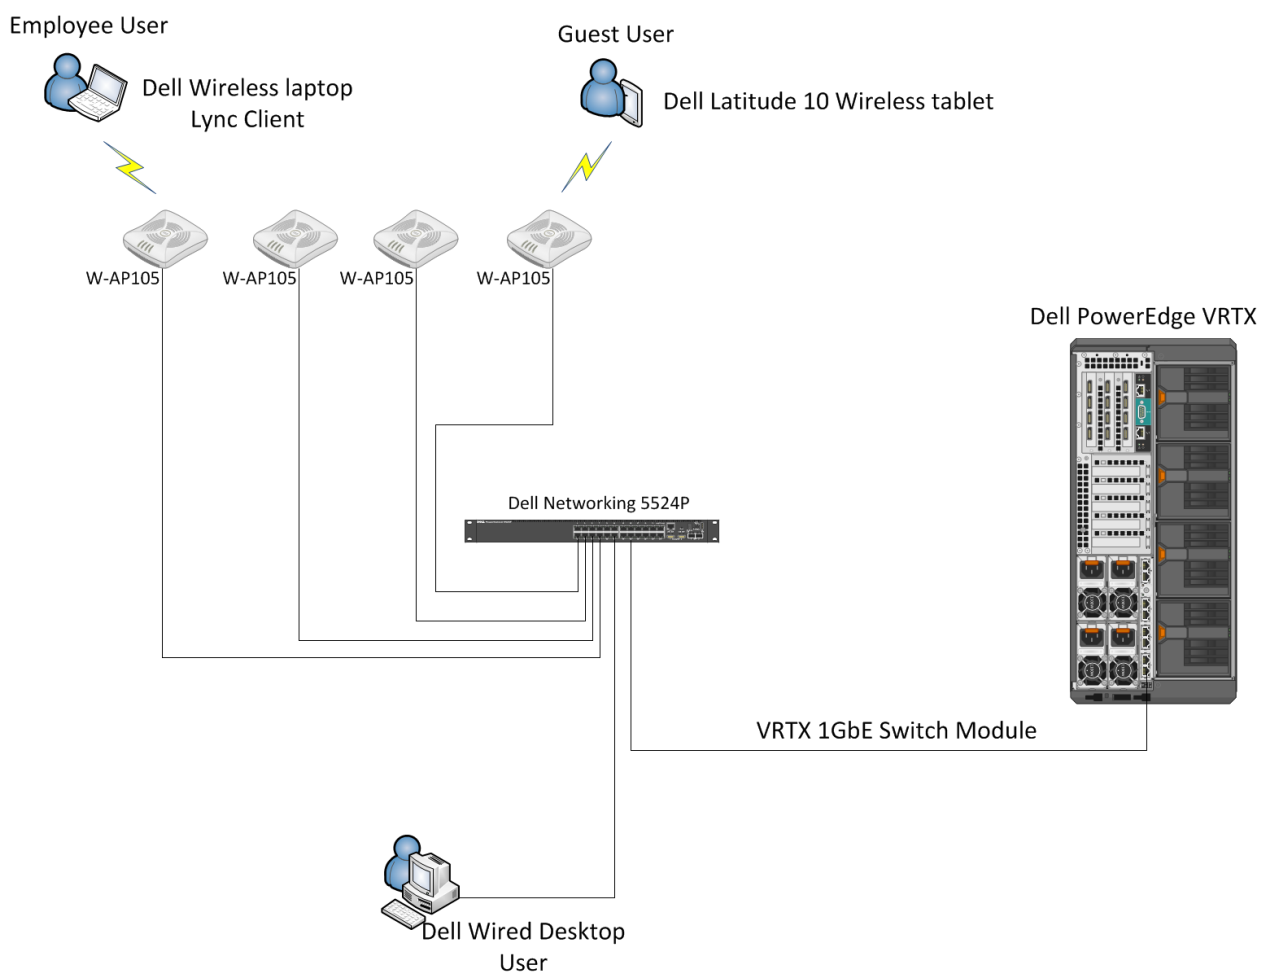 Employee User
Guest User
Dell Wireless laptop
Lync Client
Dell Latitude 10 Wireless tablet
W-AP105
W-AP105
W-AP105
W-AP105
Dell PowerEdge VRTX
Dell Networking 5524P
VRTX 1GbE Switch Module
Dell Wired Desktop
User